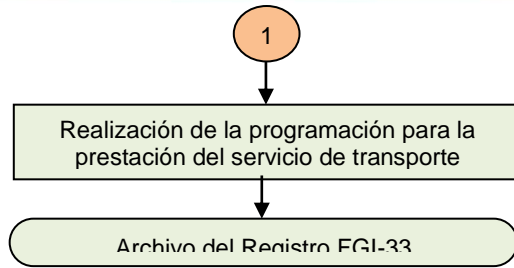 1
Realización de la programación para la
prestación del servicio de transporte
Archivo del Registro FGI-33